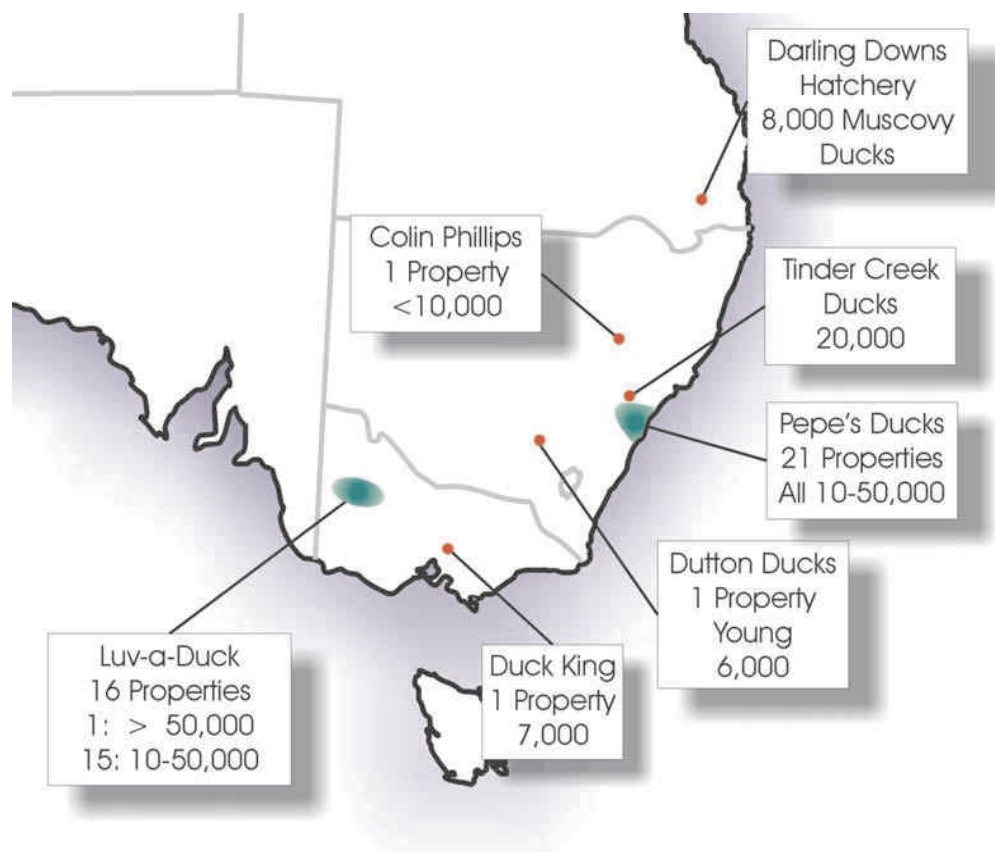 Darling Downs
Hatchery
8,000 Muscovy
Ducks
Colin Phillips
1 Property
<10,000
Tinder Creek
Ducks
20,000
Pepe's Ducks
21 Properties
All 10-50,000
Dutton Ducks
1 Property
Young
6,000
Luv-a-Duck
16 Properties
1: > 50,000
15: 10-50,000
Duck King
1 Property
7,000